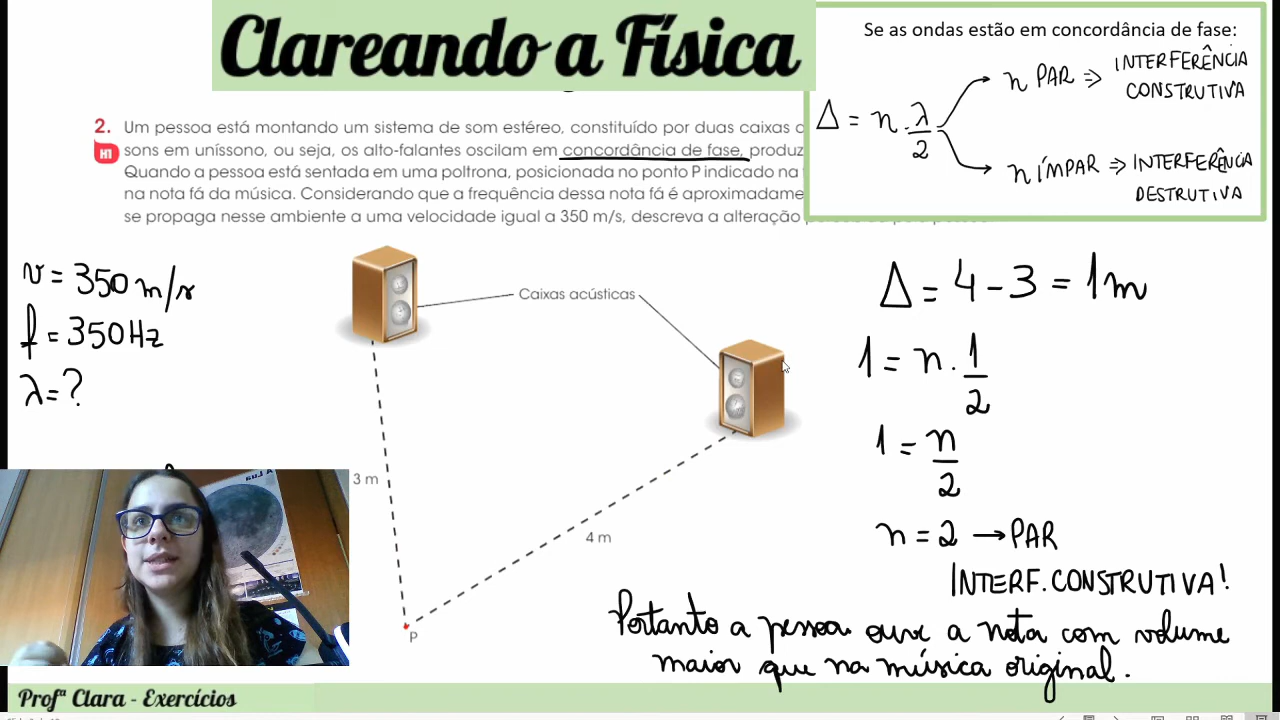 Clareando a Física
Se as ondas estão em concordância de fase:
Δ = n . λ/2
n PAR ⇒ INTERFERÊNCIA
CONSTRUTIVA
n ÍMPAR ⇒ INTERFERÊNCIA
DESTRUTIVA
2. Um pessoa está montando um sistema de som estéreo, constituído por duas caixas
H1 sons em uníssono, ou seja, os alto-falantes oscilam em concordância de fase, produz
Quando a pessoa está sentada em uma poltrona, posicionada no ponto P indicado na
na nota fá da música. Considerando que a frequência dessa nota fá é aproximadame
se propaga nesse ambiente a uma velocidade igual a 350 m/s, descreva a alteração
v = 350 m/s
f = 350 Hz
λ = ?
Caixas acústicas
3 m
4 m
P
Δ = 4 - 3 = 1 m
1 = n . 1/2
1 = n/2
n = 2 → PAR
INTERF. CONSTRUTIVA!
Portanto a pessoa ouve a nota com volume
maior que na música original.
A Lua
Profª Clara - Exercícios